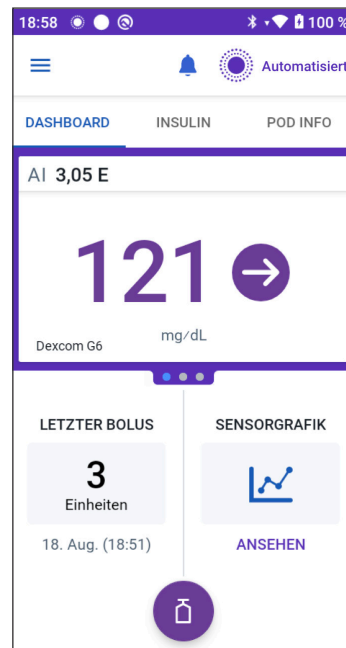 18:58 100 %
Automatisiert
DASHBOARD INSULIN POD INFO
AI 3,05 E
121
mg/dL
Dexcom G6
LETZTER BOLUS SENSORGRAFIK
3
Einheiten
18. Aug. (18:51) ANSEHEN